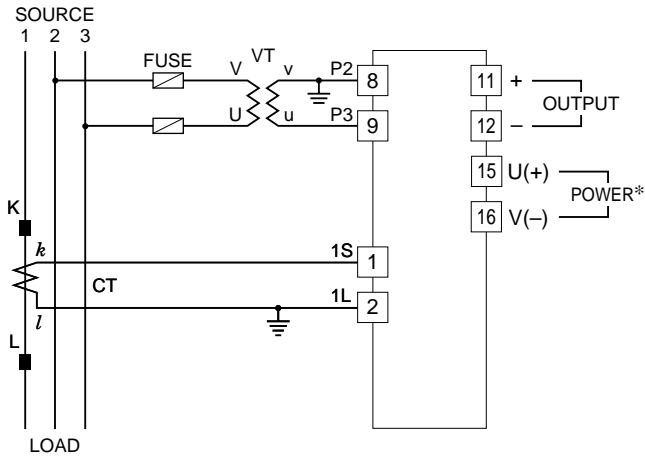 SOURCE
1 2 3
FUSE
VT
V v P2 8
U u P3 9
11 +
OUTPUT
12 –
15 U(+)
POWER*
16 V(–)
K
k 1S 1
CT
l 1L 2
L
LOAD